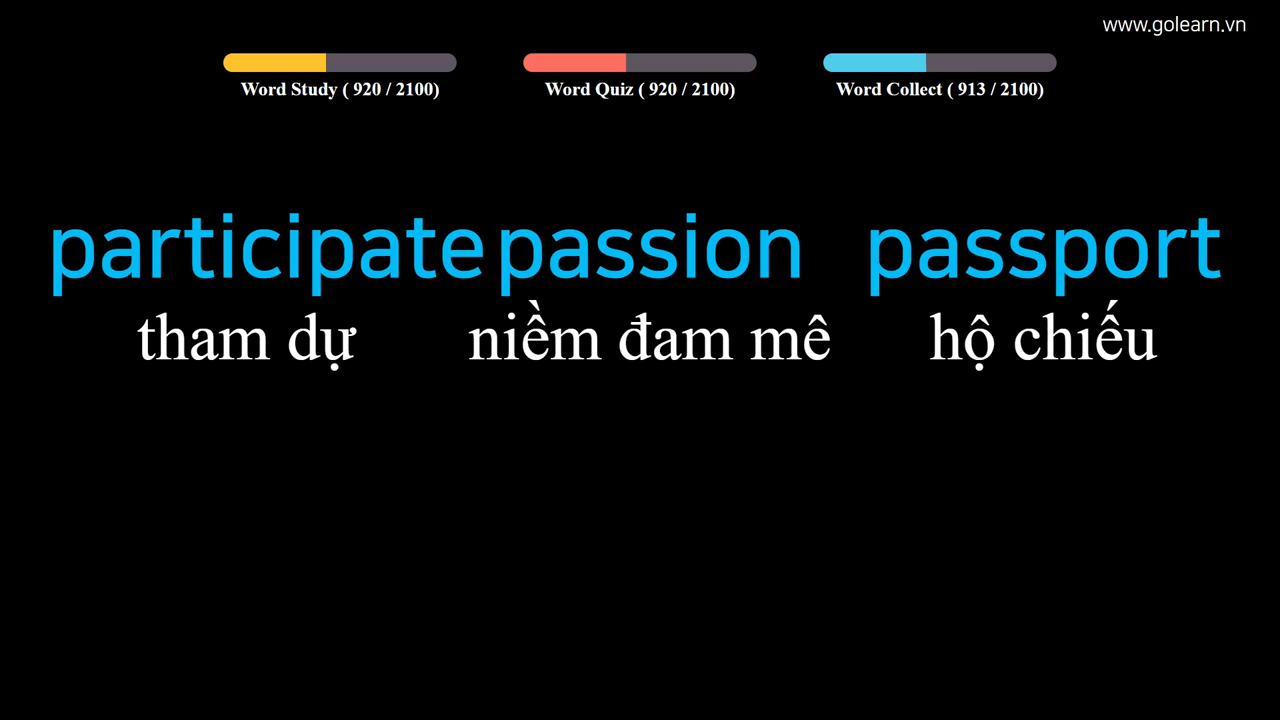 www.golearn.vn
Word Study ( 920 / 2100) Word Quiz ( 920 / 2100) Word Collect ( 913 / 2100)
participate passion passport
tham dự niềm đam mê hộ chiếu